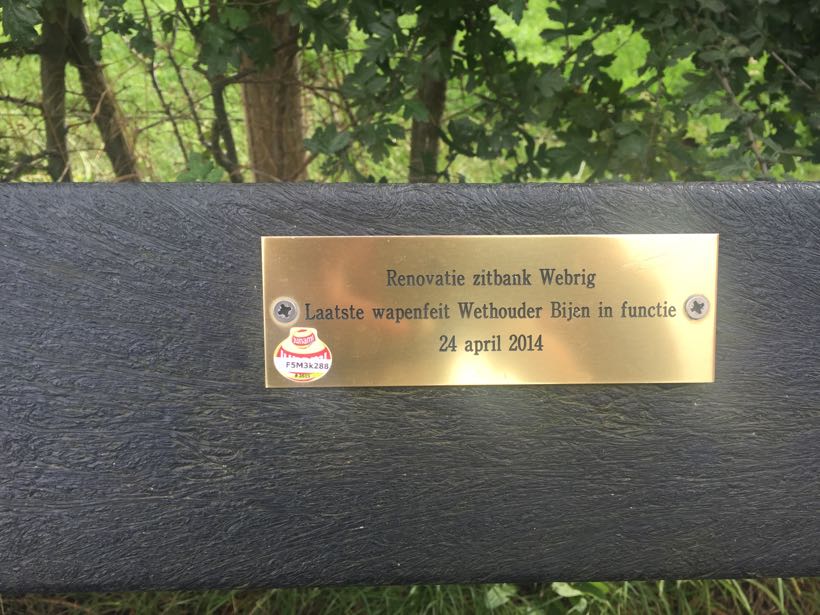 Renovatie zitbank Webrig
Laatste wapenfeit Wethouder Bijen in functie
24 april 2014
F5M3k288